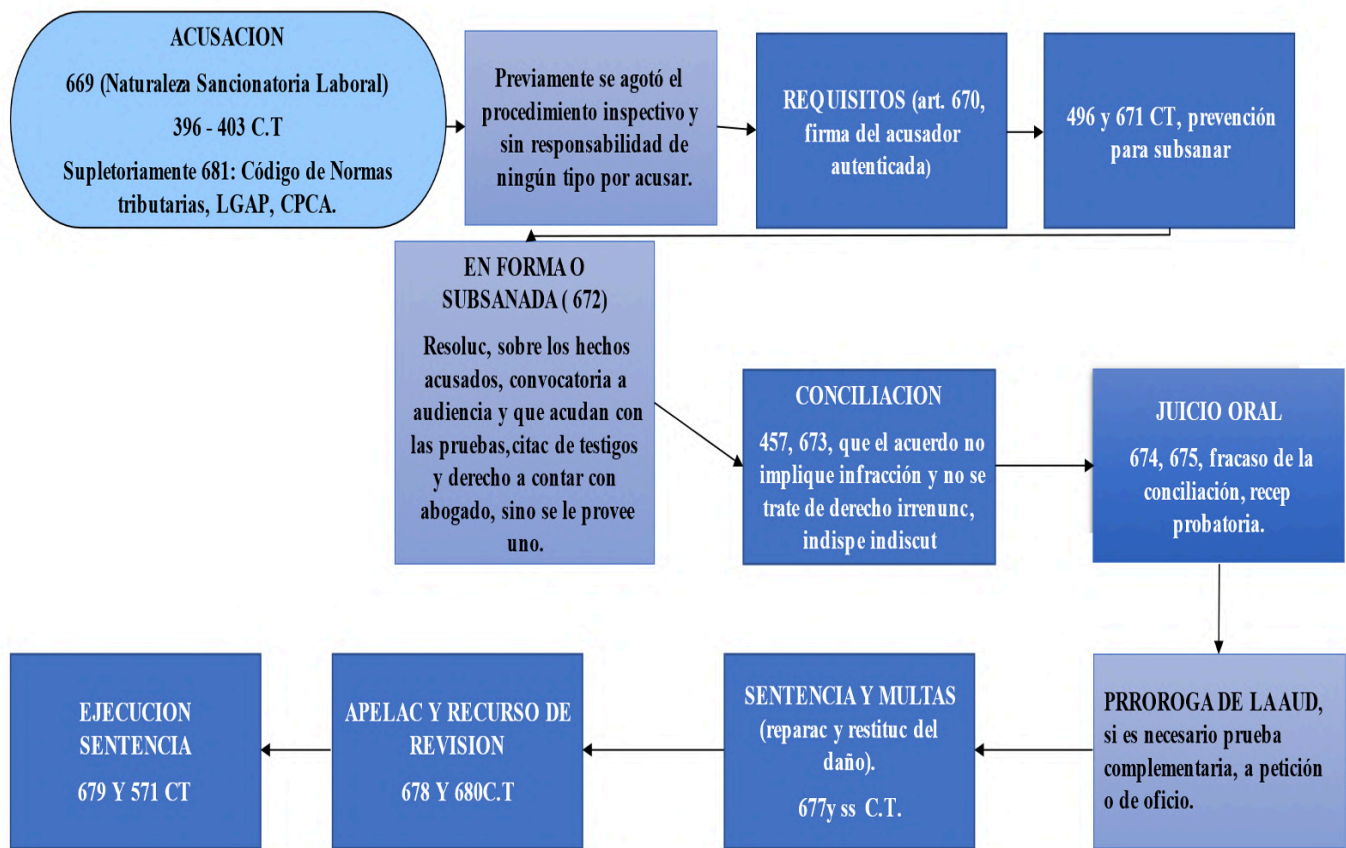 ACUSACION
669 (Naturaleza Sancionatoria Laboral)
396 - 403 C.T
Supletoriamente 681: Código de Normas
tributarias, LGAP, CPCA.
Previamente se agotó el
procedimiento inspectivo y
sin responsabilidad de
ningún tipo por acusar.
REQUISITOS (art. 670,
firma del acusador
autenticada)
496 y 671 CT, prevención
para subsanar
EN FORMA O
SUBSANADA ( 672)
Resoluc, sobre los hechos
acusados, convocatoria a
audiencia y que acudan con
las pruebas,citac de testigos
y derecho a contar con
abogado, sino se le provee
uno.
CONCILIACION
457, 673, que el acuerdo no
implique infracción y no se
trate de derecho irrenunc,
indispe indiscut
JUICIO ORAL
674, 675, fracaso de la
conciliación, recep
probatoria.
PRROROGA DE LA AUD,
si es necesario prueba
complementaria, a petición
o de oficio.
SENTENCIA Y MULTAS
(reparac y restituc del
daño).
677y ss C.T.
APELAC Y RECURSO DE
REVISION
678 Y 680C.T
EJECUCION
SENTENCIA
679 Y 571 CT